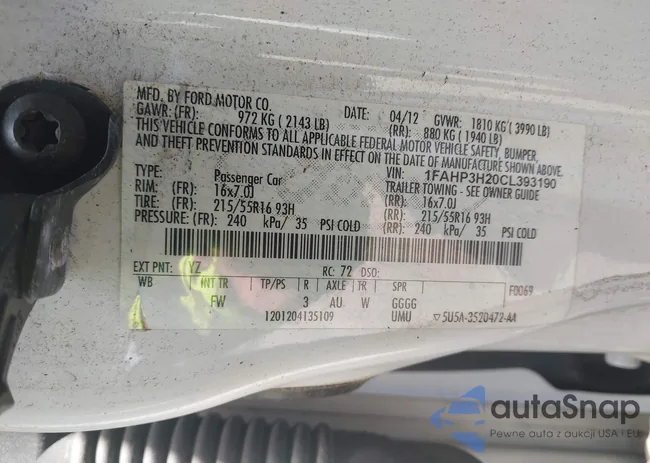 MFD. BY FORD MOTOR CO.
DATE: 04/12 GVWR: 1810 KG ( 3990 LB)
GAWR: (FR): 972 KG ( 2143 LB) (RR): 880 KG ( 1940 LB)
THIS VEHICLE CONFORMS TO ALL APPLICABLE FEDERAL MOTOR VEHICLE SAFETY, BUMPER,
AND THEFT PREVENTION STANDARDS IN EFFECT ON THE DATE OF MANUFACTURE SHOWN ABOVE.
VIN: 1FAHP3H20CL393190
TYPE: Passenger Car TRAILER TOWING - SEE OWNER GUIDE
RIM: (FR): 16x7.0J (RR): 16x7.0J
TIRE: (FR): 215/55R16 93H (RR): 215/55R16 93H
PRESSURE: (FR): 240 kPa/ 35 PSI COLD (RR): 240 kPa/ 35 PSI COLD
EXT PNT: YZ RC: 72 DSO:
F0069
WB INT TR TP/PS R AXLE TR SPR
FW 3 AU W GGGG
1201204135109 UMU ▽5U5A-3520472-AA
autaSnap
Pewne auto z aukcji USA i EU